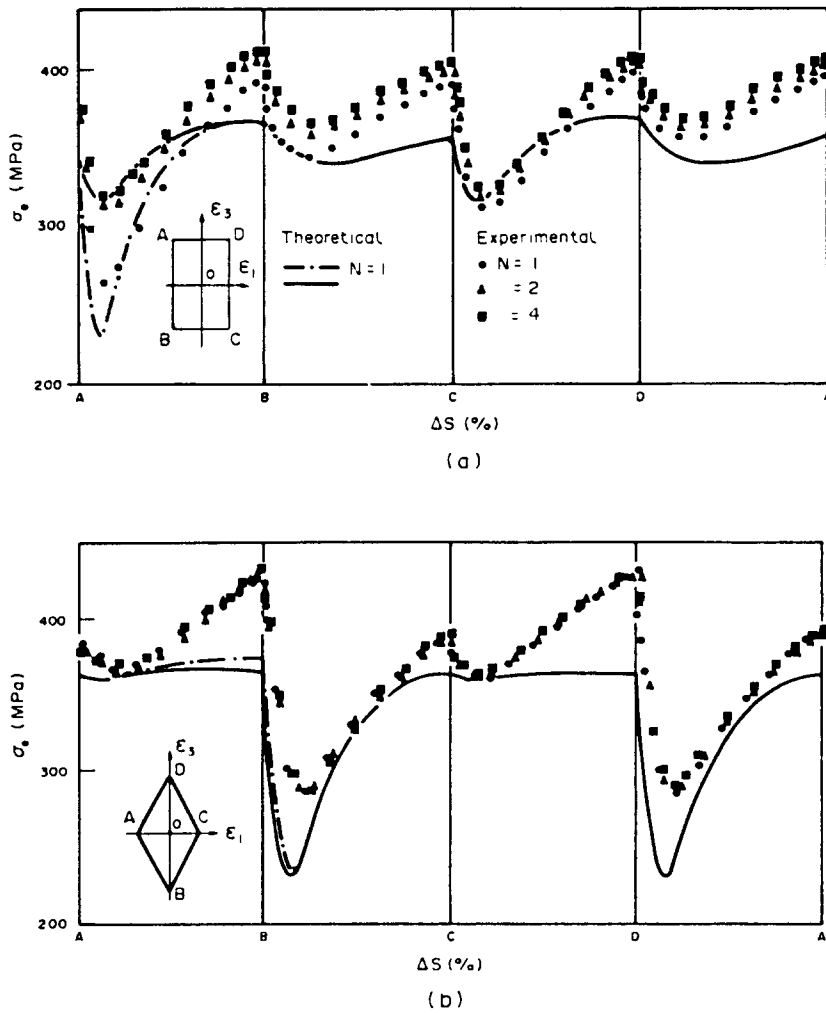 400
300
200
σe (MPa)
A D
B C
ε3
ε1
O
Theoretical
N = 1
Experimental
N = 1
= 2
= 4
A B C D A
ΔS (%)
(a)
400
300
200
σe (MPa)
ε3
D
A C
O
ε1
B
A B C D A
ΔS (%)
(b)